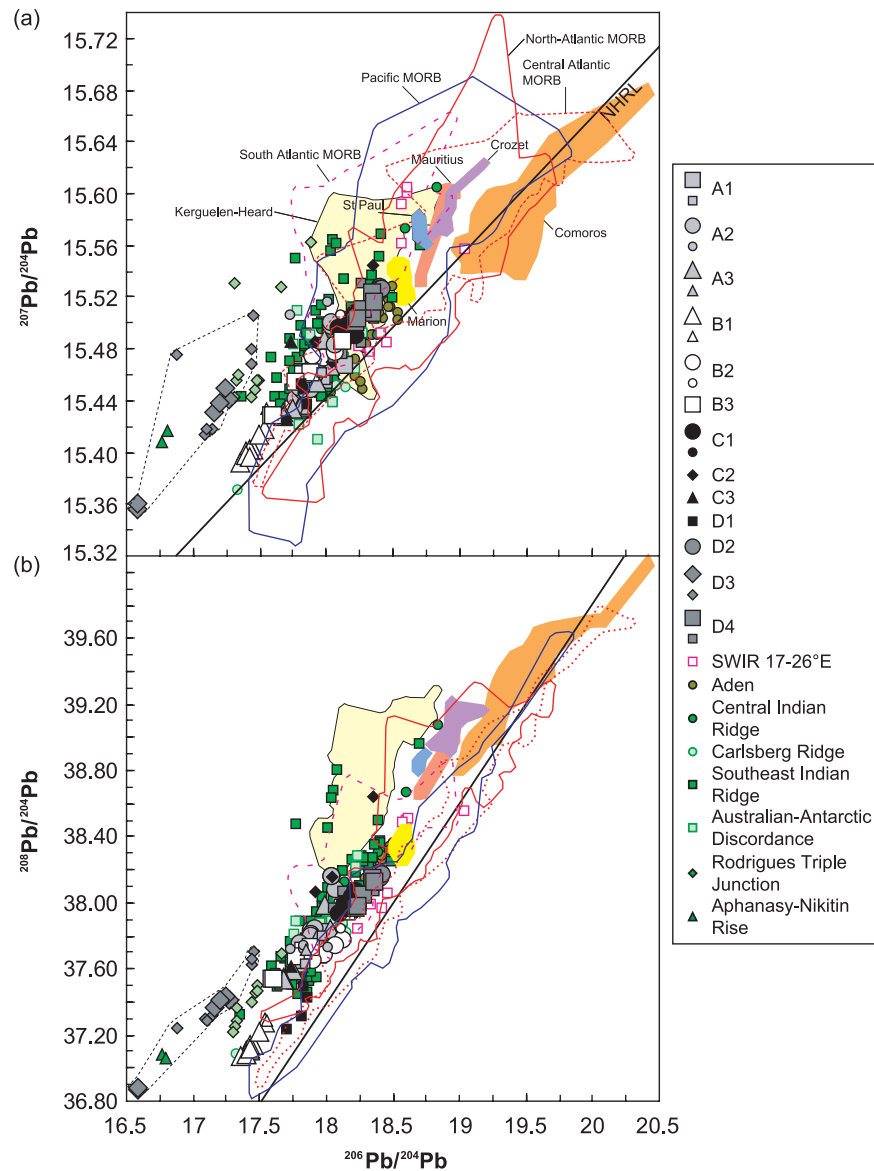 (a)
15.72
15.68
15.64
15.60
15.56
15.52
15.48
15.44
15.40
15.36
15.32
207Pb/204Pb
North-Atlantic MORB
Central Atlantic
MORB
Pacific MORB
NHRL
South Atlantic MORB
Mauritius
Crozet
St Paul
Kerguelen-Heard
Comoros
Marion
(b)
39.60
39.20
38.80
38.40
38.00
37.60
37.20
36.80
208Pb/204Pb
16.5 17 17.5 18 18.5 19 19.5 20 20.5
206Pb/204Pb
A1
A2
A3
B1
B2
B3
C1
C2
C3
D1
D2
D3
D4
SWIR 17-26°E
Aden
Central Indian
Ridge
Carlsberg Ridge
Southeast Indian
Ridge
Australian-Antarctic
Discordance
Rodrigues Triple
Junction
Aphanasy-Nikitin
Rise